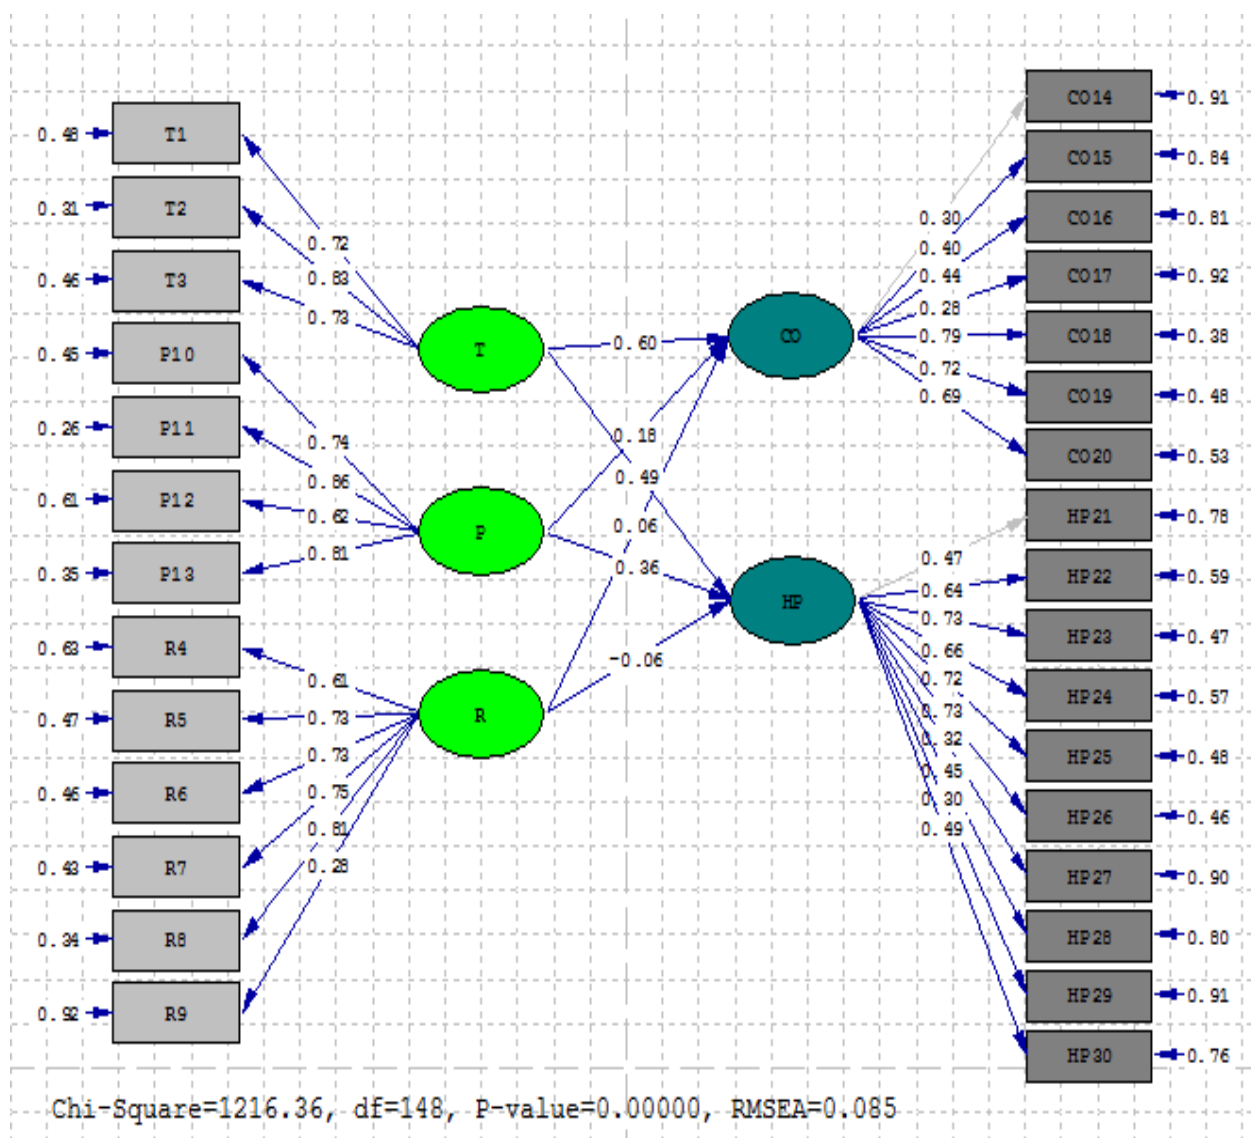 0.48 T1
0.31 T2
0.46 T3
0.45 P10
0.26 P11
0.61 P12
0.35 P13
0.63 R4
0.47 R5
0.46 R6
0.43 R7
0.34 R8
0.92 R9
0.72
0.83
0.73
0.74
0.86
0.62
0.81
0.61
0.73
0.73
0.75
0.81
0.28
T
P
R
0.60
0.18
0.49
0.06
0.36
-0.06
CO
HP
0.30
0.40
0.44
0.28
0.79
0.72
0.69
0.47
0.64
0.73
0.66
0.72
0.73
0.32
0.45
0.30
0.49
CO14 0.91
CO15 0.84
CO16 0.81
CO17 0.92
CO18 0.38
CO19 0.48
CO20 0.53
HP21 0.78
HP22 0.59
HP23 0.47
HP24 0.57
HP25 0.48
HP26 0.46
HP27 0.90
HP28 0.80
HP29 0.91
HP30 0.76
Chi-Square=1216.36, df=148, P-value=0.00000, RMSEA=0.085